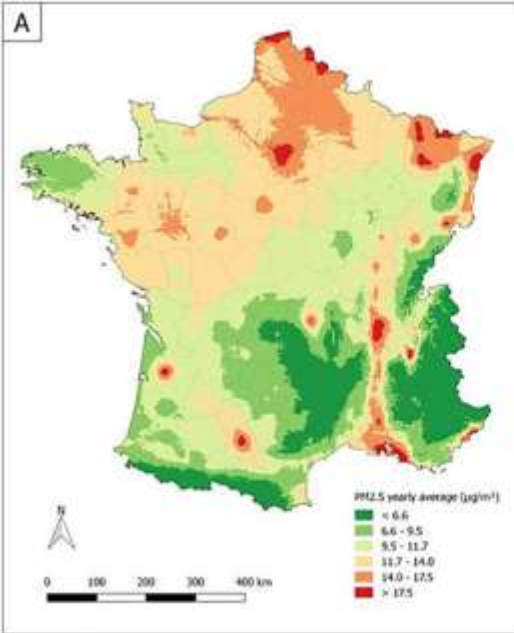 A
PM2.5 yearly average (µg/m³)
< 6.6
6.6 - 9.5
9.5 - 11.7
11.7 - 14.0
14.0 - 17.5
> 17.5
N
0 100 200 300 400 km